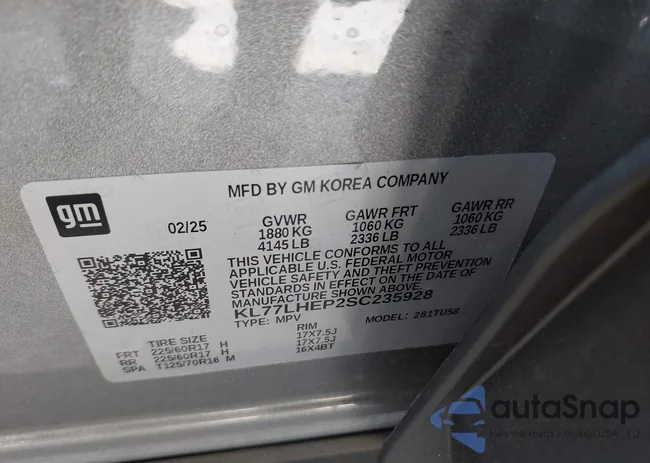 gm
MFD BY GM KOREA COMPANY
02/25 GVWR GAWR FRT GAWR RR
1880 KG 1060 KG 1060 KG
4145 LB 2336 LB 2336 LB
THIS VEHICLE CONFORMS TO ALL
APPLICABLE U.S. FEDERAL MOTOR
VEHICLE SAFETY AND THEFT PREVENTION
STANDARDS IN EFFECT ON THE DATE OF
MANUFACTURE SHOWN ABOVE.
KL77LHEP2SC235928
TYPE: MPV MODEL: 281TU58
TIRE SIZE RIM
FRT 225/60R17 H 17X7.5J
RR 225/60R17 H 17X7.5J
SPA T125/70R16 M 16X4BT
autaSnap